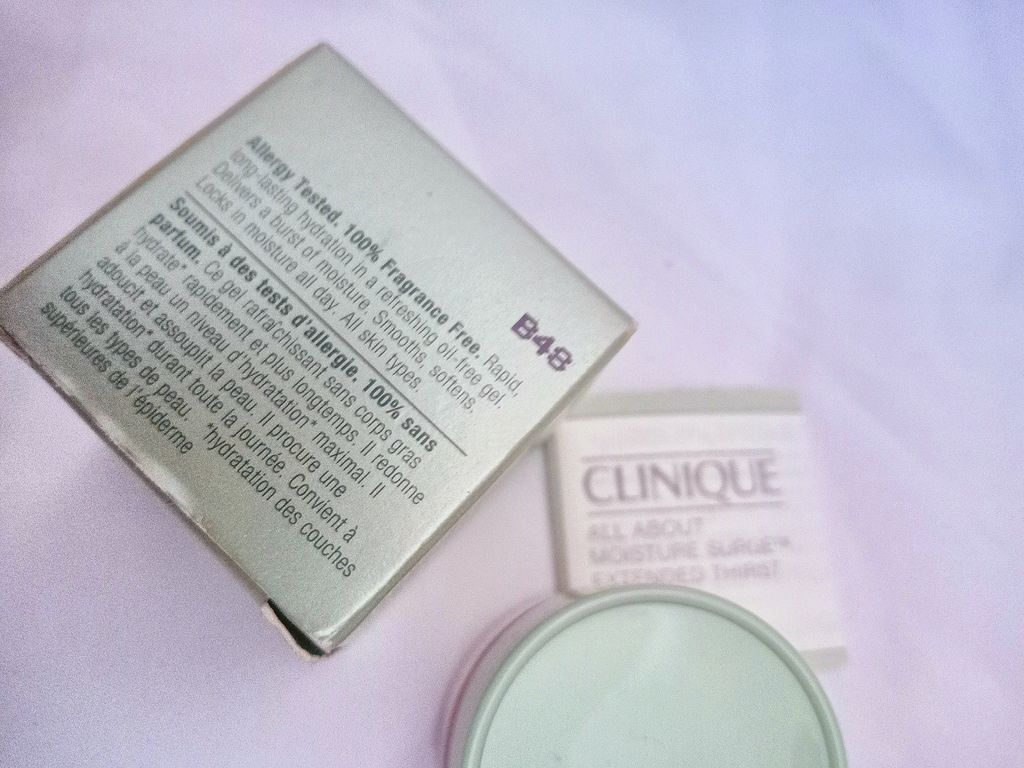 B48
Allergy Tested. 100% Fragrance Free. Rapid,
long-lasting hydration in a refreshing oil-free gel.
Delivers a burst of moisture. Smooths, softens.
Locks in moisture all day. All skin types.
Soumis à des tests d'allergie. 100% sans
parfum. Ce gel rafraîchissant sans corps gras
hydrate* rapidement et plus longtemps. Il redonne
à la peau un niveau d'hydratation* maximal. Il
adoucit et assouplit la peau. Il procure une
hydratation* durant toute la journée. Convient à
tous les types de peau *hydratation des couches
supérieures de l'épiderme
CLINIQUE
ALL ABOUT
MOISTURE SURGE™
EXTENDED THIRST